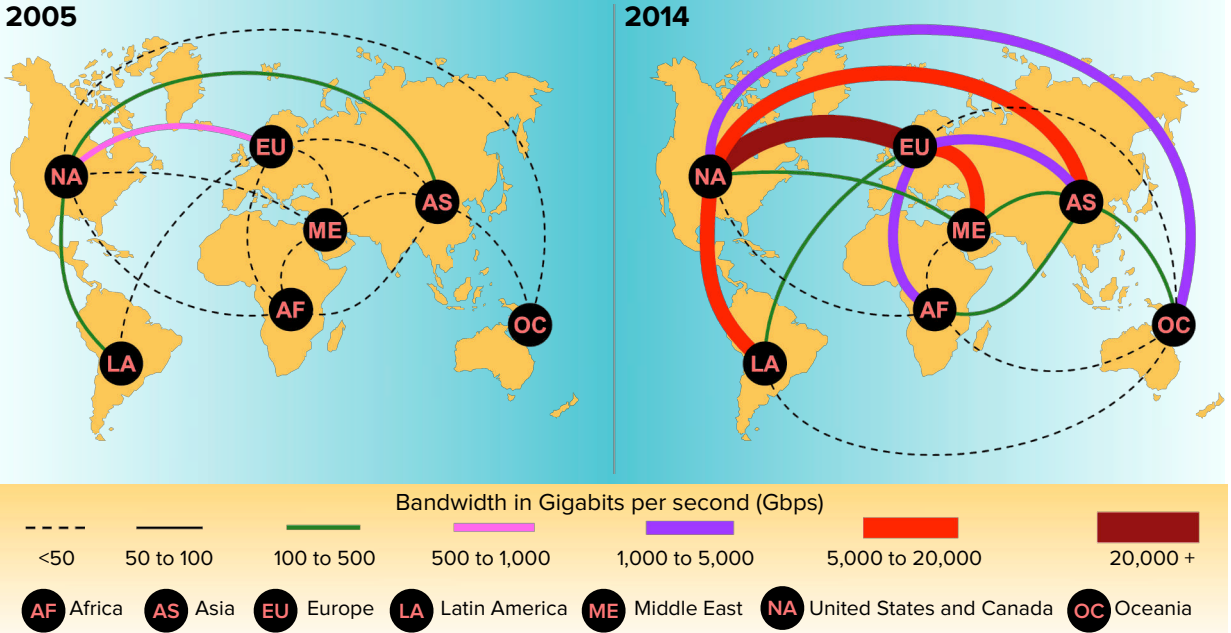 2005
2014
EU
NA
AS
ME
AF
OC
LA
EU
NA
AS
ME
AF
OC
LA
Bandwidth in Gigabits per second (Gbps)
<50 50 to 100 100 to 500 500 to 1,000 1,000 to 5,000 5,000 to 20,000 20,000 +
AF Africa AS Asia EU Europe LA Latin America ME Middle East NA United States and Canada OC Oceania